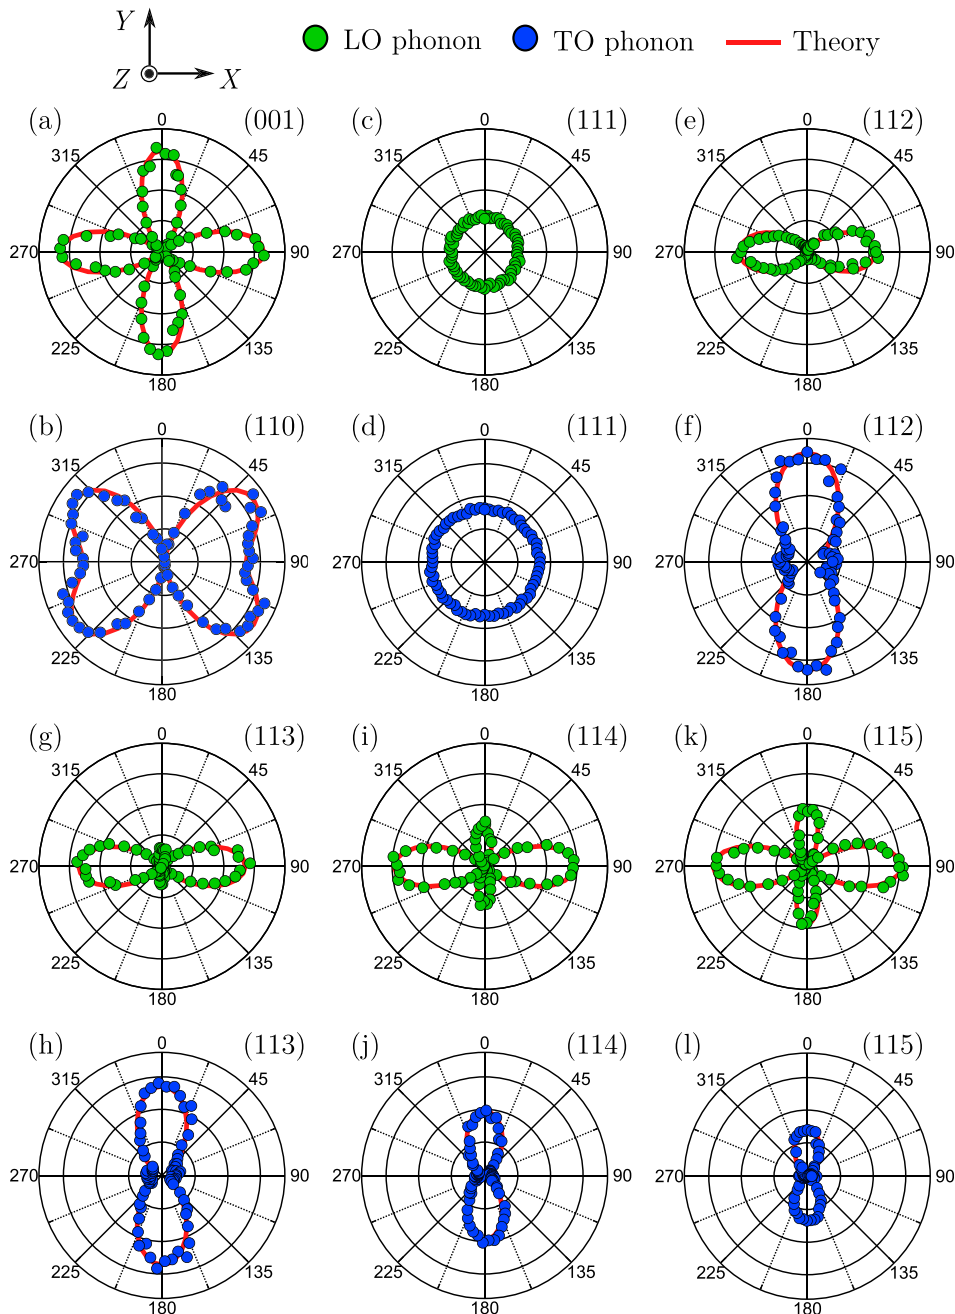 Y
Z X
LO phonon TO phonon Theory
(a) (001) (c) (111) (e) (112)
0 0 0
315 45 315 45 315 45
270 90 270 90 270 90
225 135 225 135 225 135
180 180 180
(b) (110) (d) (111) (f) (112)
0 0 0
315 45 315 45 315 45
270 90 270 90 270 90
225 135 225 135 225 135
180 180 180
(g) (113) (i) (114) (k) (115)
0 0 0
315 45 315 45 315 45
270 90 270 90 270 90
225 135 225 135 225 135
180 180 180
(h) (113) (j) (114) (l) (115)
0 0 0
315 45 315 45 315 45
270 90 270 90 270 90
225 135 225 135 225 135
180 180 180